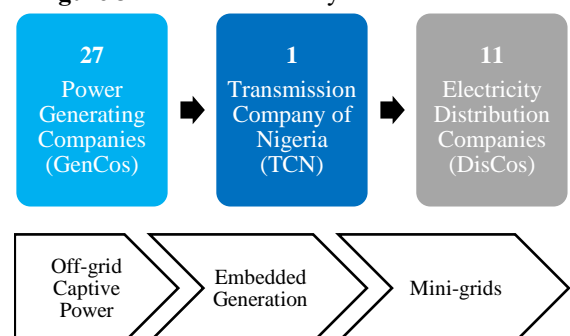 27
Power
Generating
Companies
(GenCos)
1
Transmission
Company of
Nigeria
(TCN)
11
Electricity
Distribution
Companies
(DisCos)
Off-grid
Captive
Power
Embedded
Generation
Mini-grids